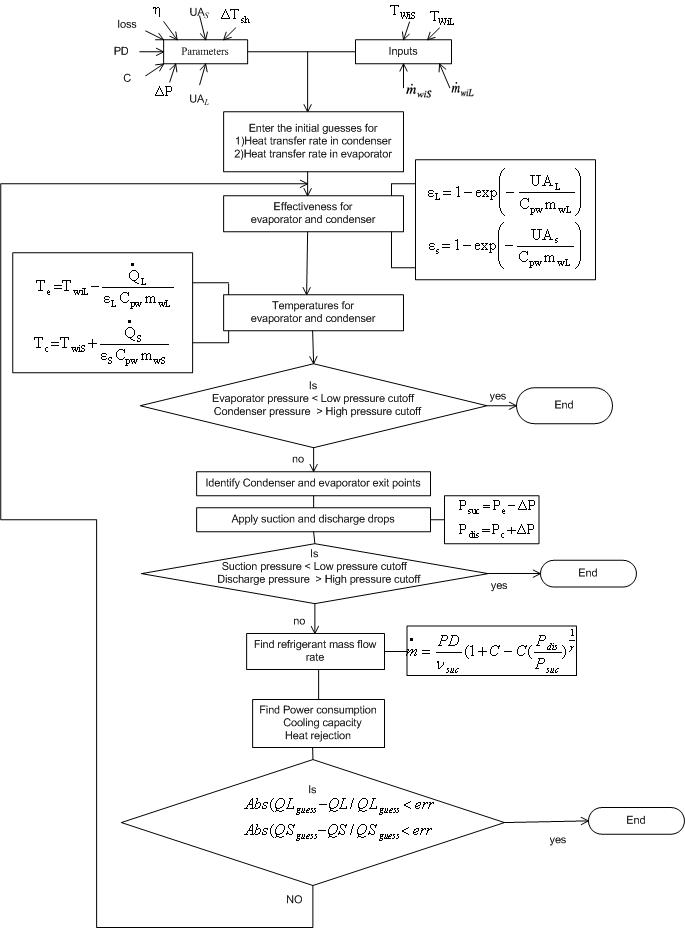 loss
η
UA_S
ΔT_sh
PD
Parameters
C
ΔP
UA_L
T_WiS
T_WiL
Inputs
ṁ_wiS
ṁ_wiL
Enter the initial guesses for
1)Heat transfer rate in condenser
2)Heat transfer rate in evaporator
Effectiveness for
evaporator and condenser
ε_L = 1 − exp(− UA_L / C_pw m_wL)
ε_s = 1 − exp(− UA_s / C_pw m_wL)
T_e = T_wiL − Q̇_L / ε_L C_pw m_wL
T_c = T_wiS + Q̇_S / ε_S C_pw m_wS
Temperatures for
evaporator and condenser
Is
Evaporator pressure < Low pressure cutoff
Condenser pressure > High pressure cutoff
yes
End
no
Identify Condenser and evaporator exit points
Apply suction and discharge drops
P_suc = P_e − ΔP
P_dis = P_c + ΔP
Is
Suction pressure < Low pressure cutoff
Discharge pressure > High pressure cutoff
yes
End
no
Find refrigerant mass flow
rate
ṁ = PD / ν_suc (1 + C − C(P_dis / P_suc)^(1/γ)
Find Power consumption
Cooling capacity
Heat rejection
Is
Abs(QL_guess − QL / QL_guess < err
Abs(QS_guess − QS / QS_guess < err
yes
End
NO